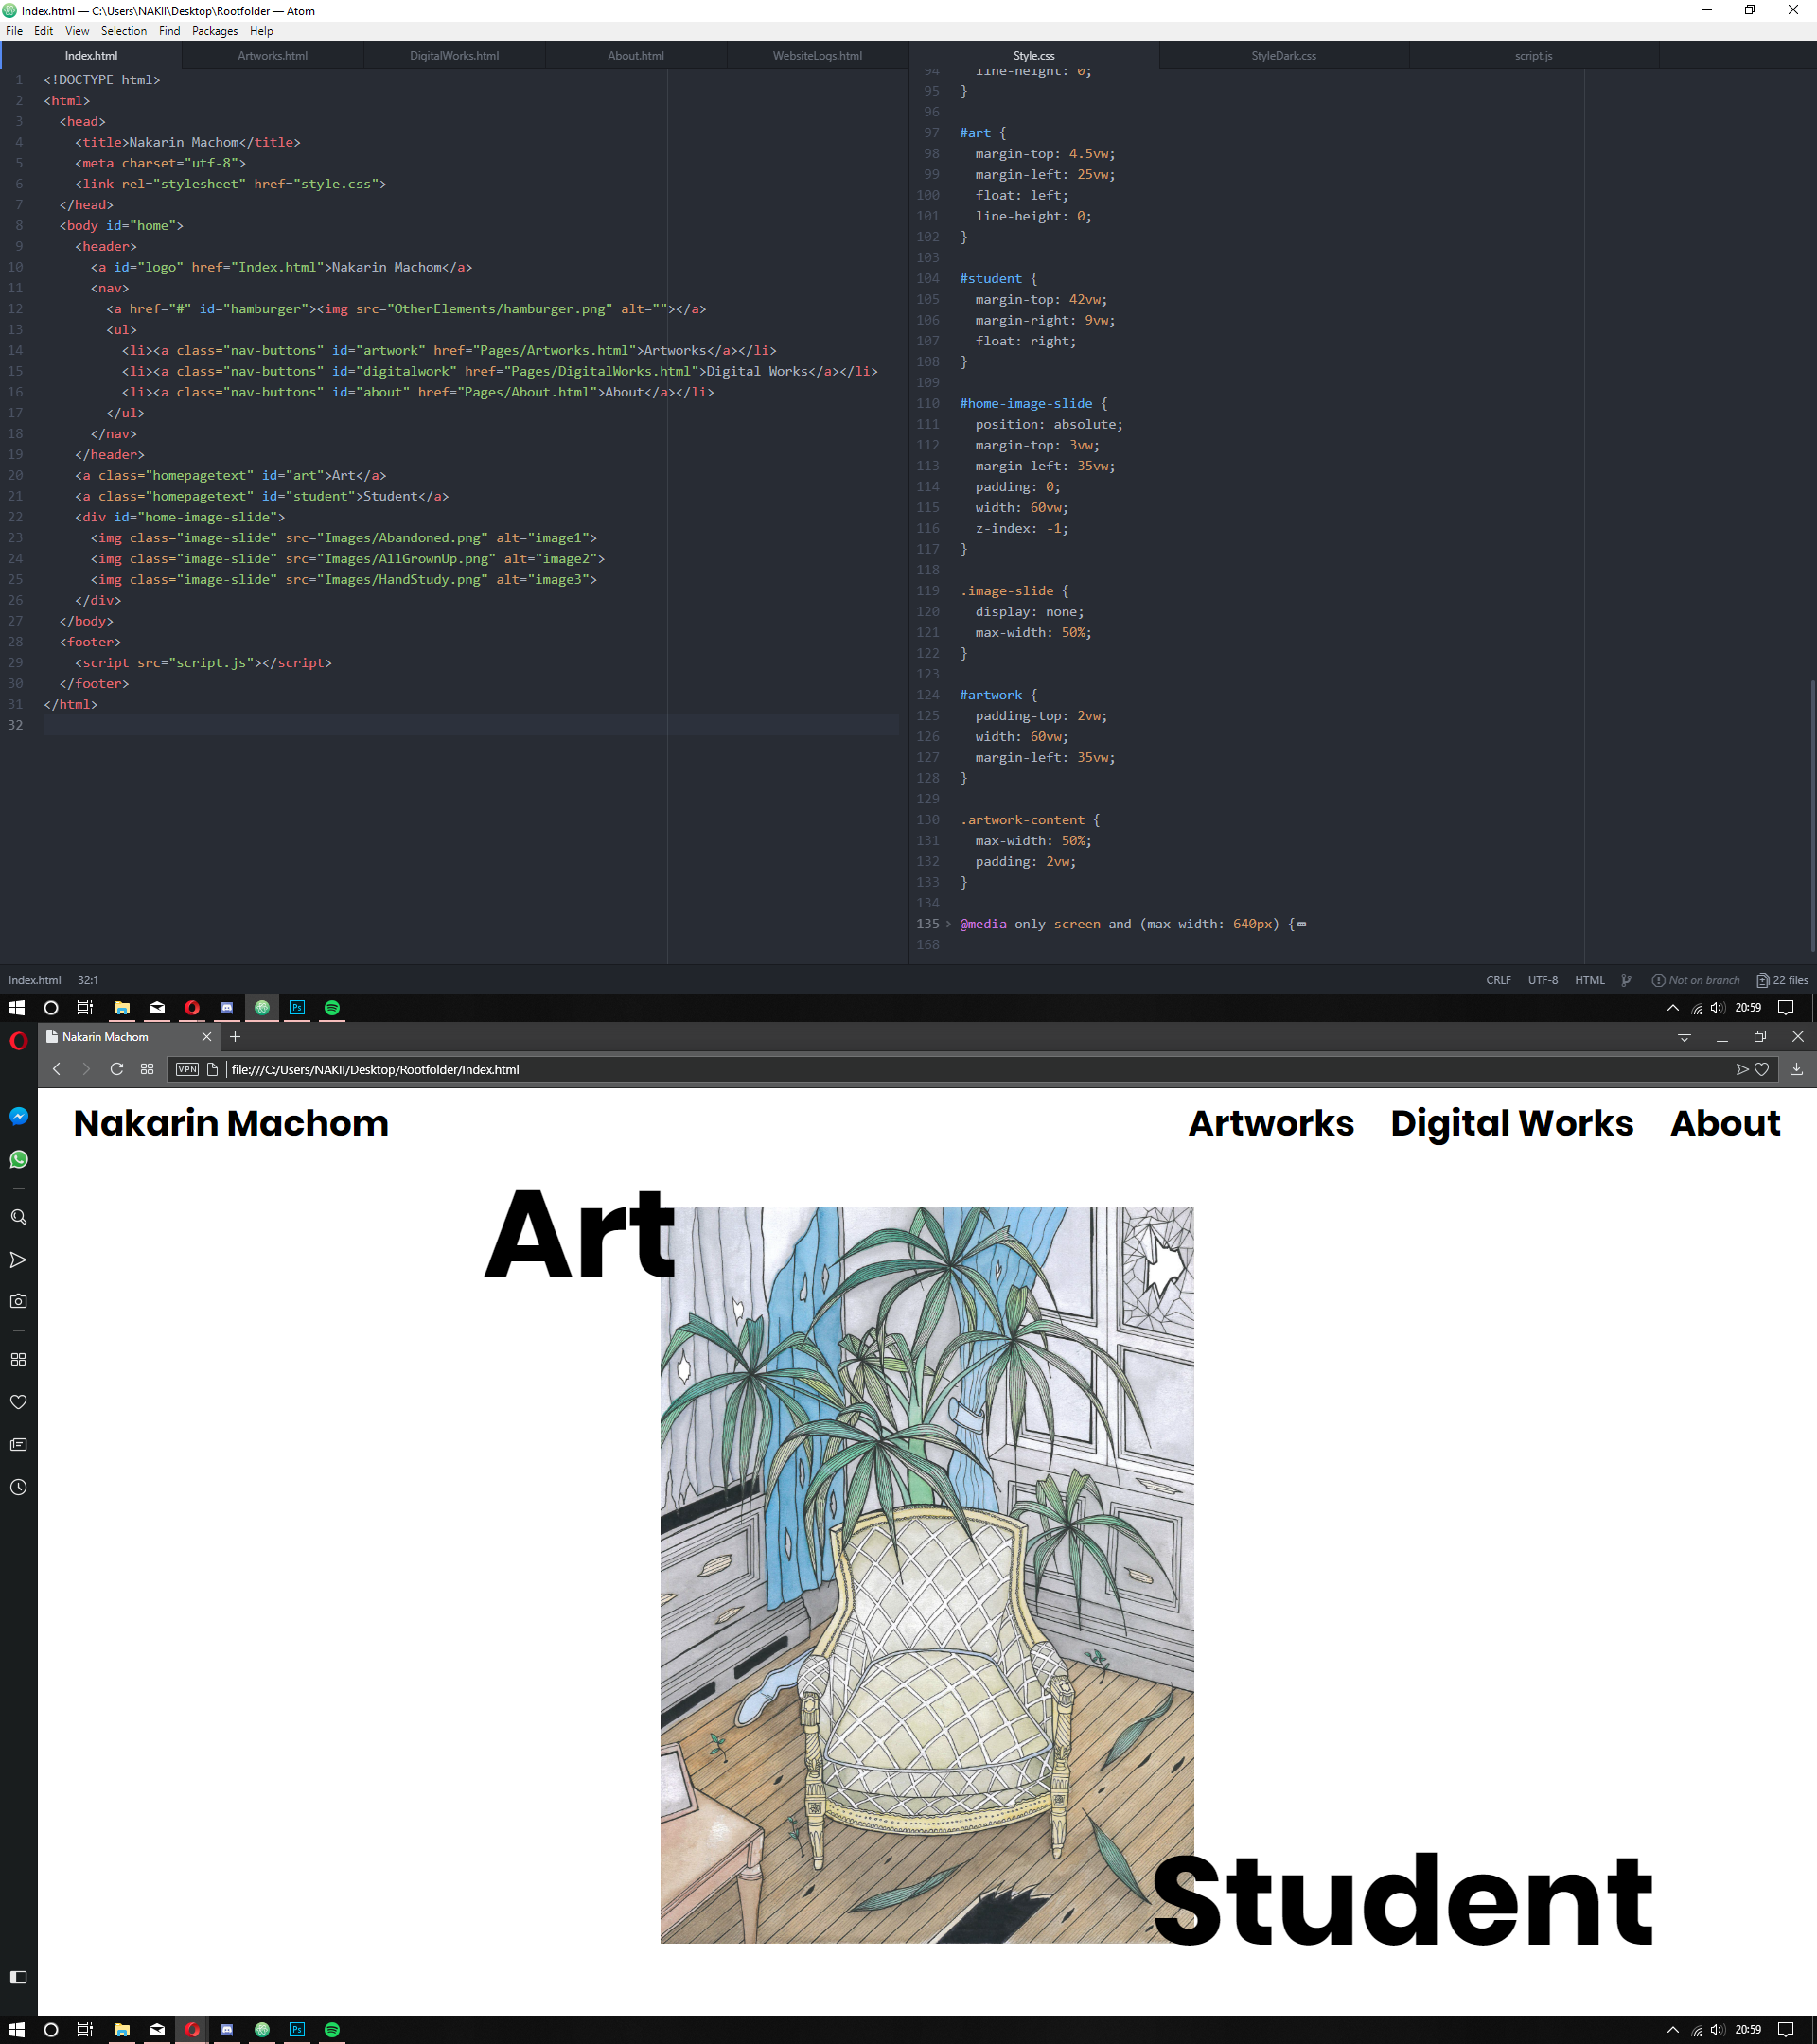 Index.html — C:\Users\NAKII\Desktop\Rootfolder — Atom
File Edit View Selection Find Packages Help
Index.html Artworks.html DigitalWorks.html About.html WebsiteLogs.html
1 <!DOCTYPE html>
2 <html>
3 <head>
4 <title>Nakarin Machom</title>
5 <meta charset="utf-8">
6 <link rel="stylesheet" href="style.css">
7 </head>
8 <body id="home">
9 <header>
10 <a id="logo" href="Index.html">Nakarin Machom</a>
11 <nav>
12 <a href="#" id="hamburger"><img src="OtherElements/hamburger.png" alt=""></a>
13 <ul>
14 <li><a class="nav-buttons" id="artwork" href="Pages/Artworks.html">Artworks</a></li>
15 <li><a class="nav-buttons" id="digitalwork" href="Pages/DigitalWorks.html">Digital Works</a></li>
16 <li><a class="nav-buttons" id="about" href="Pages/About.html">About</a></li>
17 </ul>
18 </nav>
19 </header>
20 <a class="homepagetext" id="art">Art</a>
21 <a class="homepagetext" id="student">Student</a>
22 <div id="home-image-slide">
23 <img class="image-slide" src="Images/Abandoned.png" alt="image1">
24 <img class="image-slide" src="Images/AllGrownUp.png" alt="image2">
25 <img class="image-slide" src="Images/HandStudy.png" alt="image3">
26 </div>
27 </body>
28 <footer>
29 <script src="script.js"></script>
30 </footer>
31 </html>
32
Style.css StyleDark.css script.js
94 line-height: 0;
95 }
96
97 #art {
98 margin-top: 4.5vw;
99 margin-left: 25vw;
100 float: left;
101 line-height: 0;
102 }
103
104 #student {
105 margin-top: 42vw;
106 margin-right: 9vw;
107 float: right;
108 }
109
110 #home-image-slide {
111 position: absolute;
112 margin-top: 3vw;
113 margin-left: 35vw;
114 padding: 0;
115 width: 60vw;
116 z-index: -1;
117 }
118
119 .image-slide {
120 display: none;
121 max-width: 50%;
122 }
123
124 #artwork {
125 padding-top: 2vw;
126 width: 60vw;
127 margin-left: 35vw;
128 }
129
130 .artwork-content {
131 max-width: 50%;
132 padding: 2vw;
133 }
134
135 @media only screen and (max-width: 640px) {
168
Index.html 32:1 CRLF UTF-8 HTML Not on branch 22 files
Ps 20:59
Nakarin Machom
VPN file:///C:/Users/NAKII/Desktop/Rootfolder/Index.html
Nakarin Machom Artworks Digital Works About
Art
Student
Ps 20:59